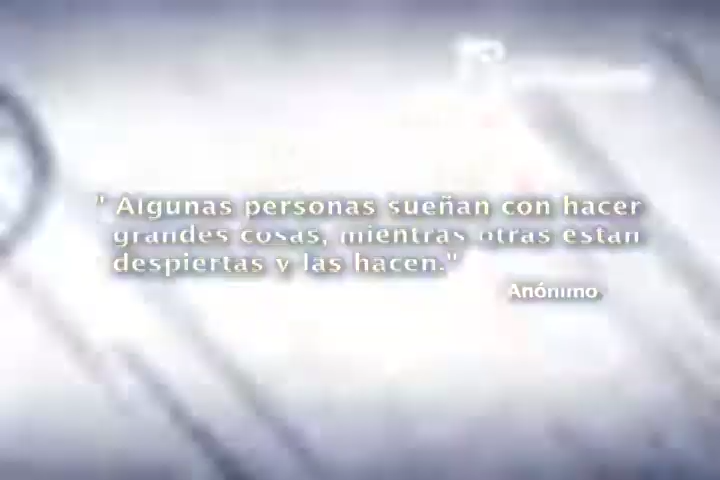 " Algunas personas sueñan con hacer
grandes cosas, mientras otras estan
despiertas y las hacen."
Anónimo.